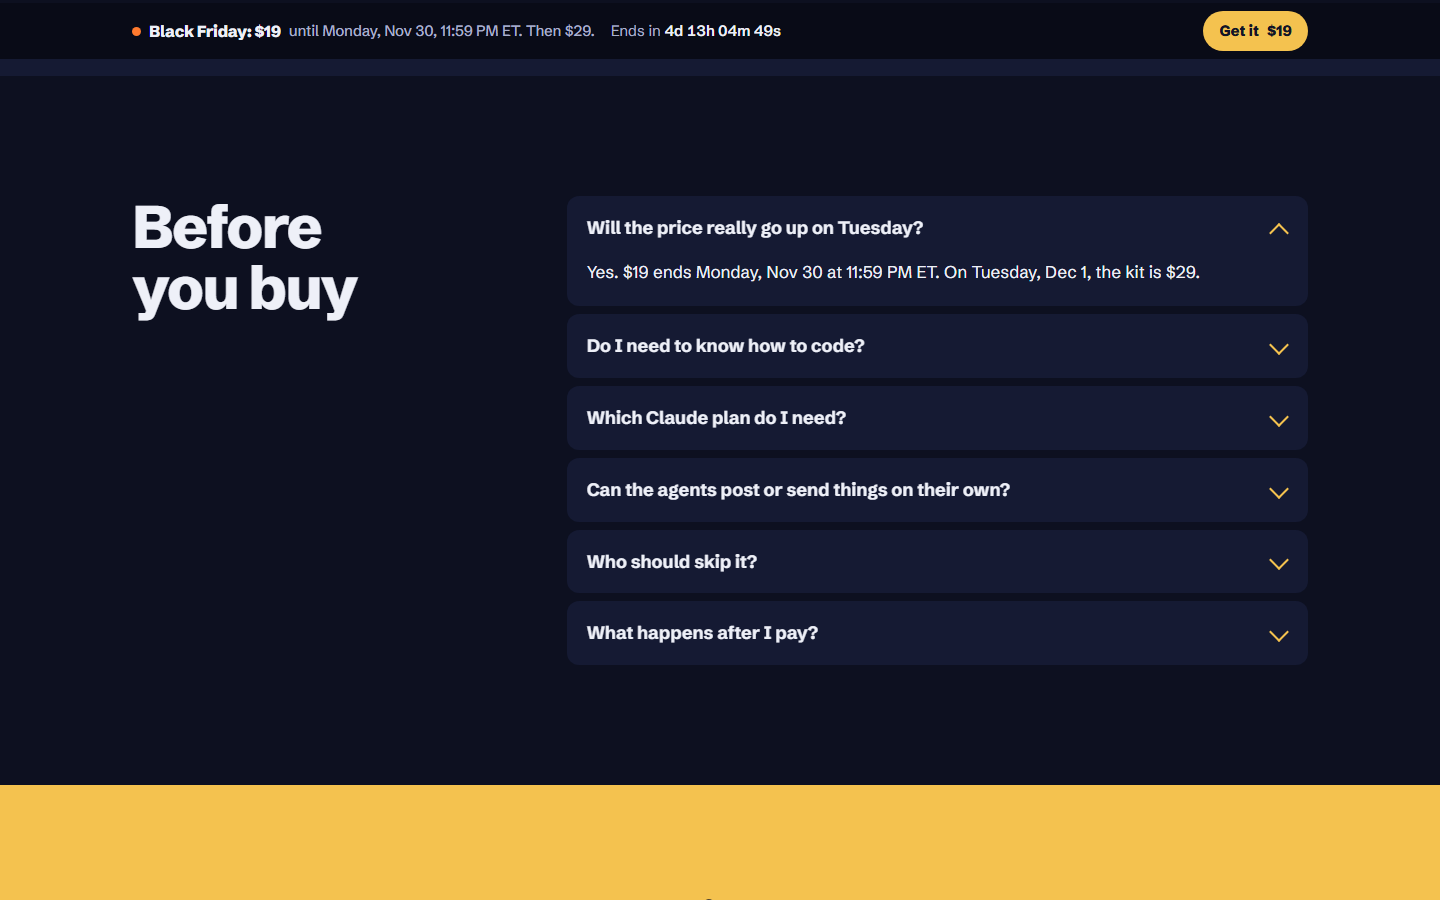 Black Friday: $19 until Monday, Nov 30, 11:59 PM ET. Then $29. Ends in 4d 13h 04m 49s
Get it $19
Before
you buy
Will the price really go up on Tuesday?
Yes. $19 ends Monday, Nov 30 at 11:59 PM ET. On Tuesday, Dec 1, the kit is $29.
Do I need to know how to code?
Which Claude plan do I need?
Can the agents post or send things on their own?
Who should skip it?
What happens after I pay?